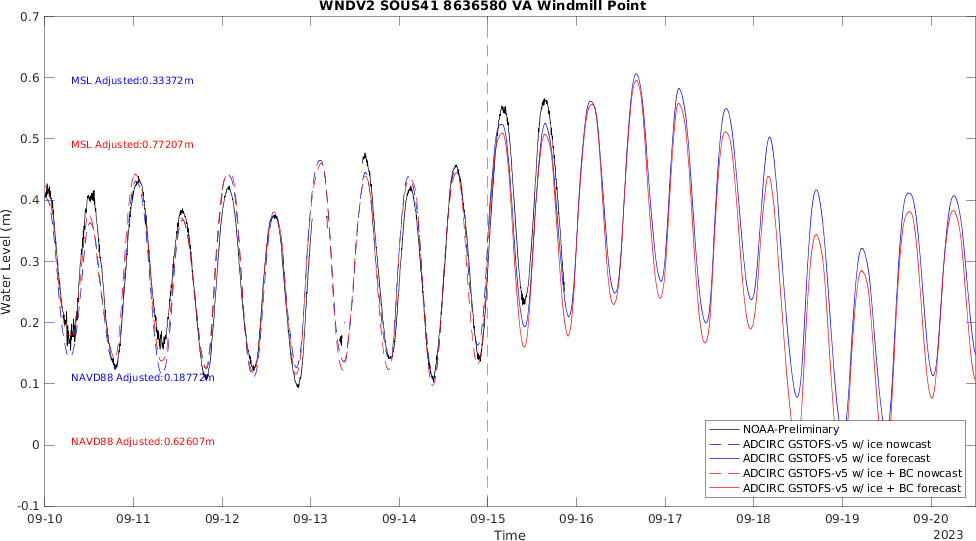 WNDV2 SOUS41 8636580 VA Windmill Point
0.7
0.6
0.5
0.4
0.3
0.2
0.1
0
-0.1
Water Level (m)
MSL Adjusted:0.33372m
MSL Adjusted:0.77207m
NAVD88 Adjusted:0.18772m
NAVD88 Adjusted:0.62607m
NOAA-Preliminary
ADCIRC GSTOFS-v5 w/ ice nowcast
ADCIRC GSTOFS-v5 w/ ice forecast
ADCIRC GSTOFS-v5 w/ ice + BC nowcast
ADCIRC GSTOFS-v5 w/ ice + BC forecast
09-10 09-11 09-12 09-13 09-14 09-15 09-16 09-17 09-18 09-19 09-20
Time
2023